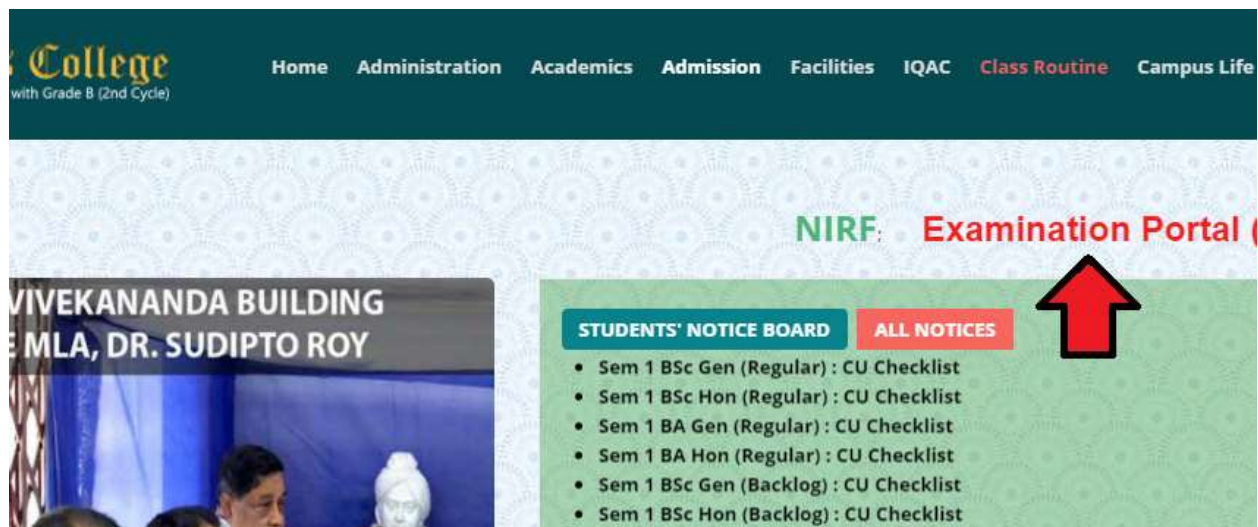 College
with Grade B (2nd Cycle)
Home Administration Academics Admission Facilities IQAC Class Routine Campus Life
NIRF: Examination Portal (
VIVEKANANDA BUILDING
MLA, DR. SUDIPTO ROY
STUDENTS' NOTICE BOARD ALL NOTICES
• Sem 1 BSc Gen (Regular) : CU Checklist
• Sem 1 BSc Hon (Regular) : CU Checklist
• Sem 1 BA Gen (Regular) : CU Checklist
• Sem 1 BA Hon (Regular) : CU Checklist
• Sem 1 BSc Gen (Backlog) : CU Checklist
• Sem 1 BSc Hon (Backlog) : CU Checklist